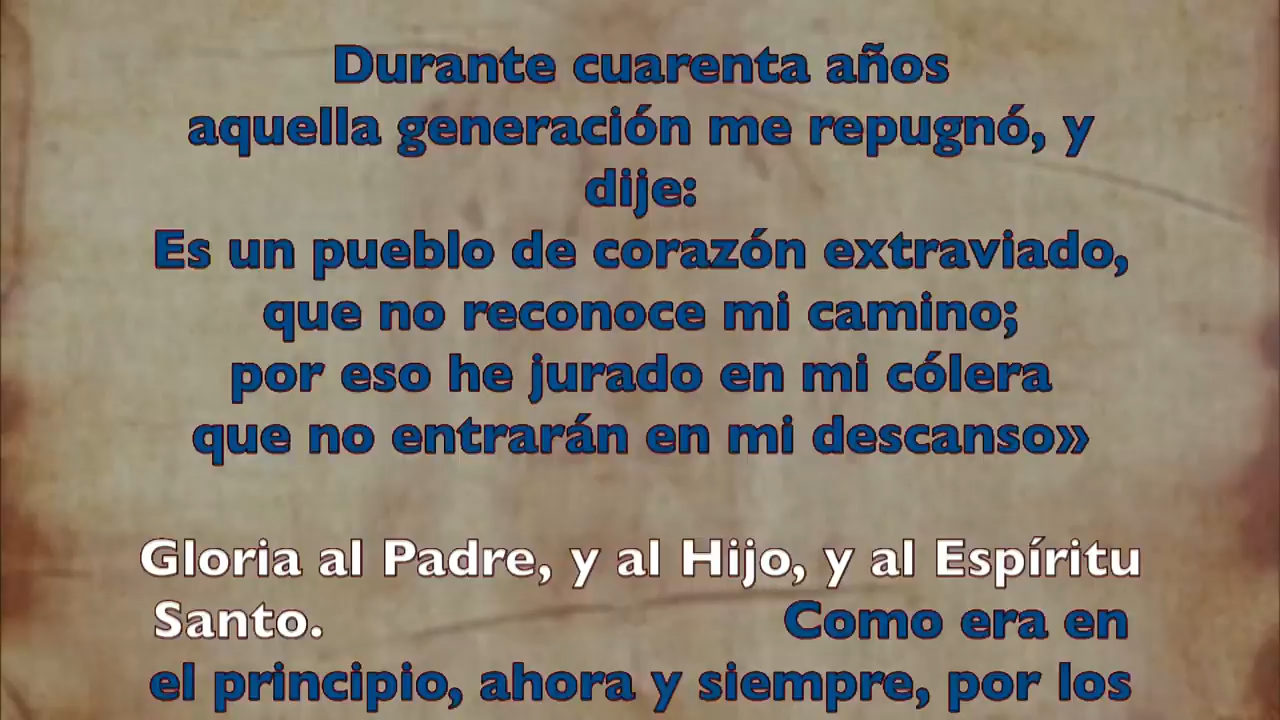 Durante cuarenta años
aquella generación me repugnó, y
dije:
Es un pueblo de corazón extraviado,
que no reconoce mi camino;
por eso he jurado en mi cólera
que no entrarán en mi descanso»
Gloria al Padre, y al Hijo, y al Espíritu
Santo. Como era en
el principio, ahora y siempre, por los